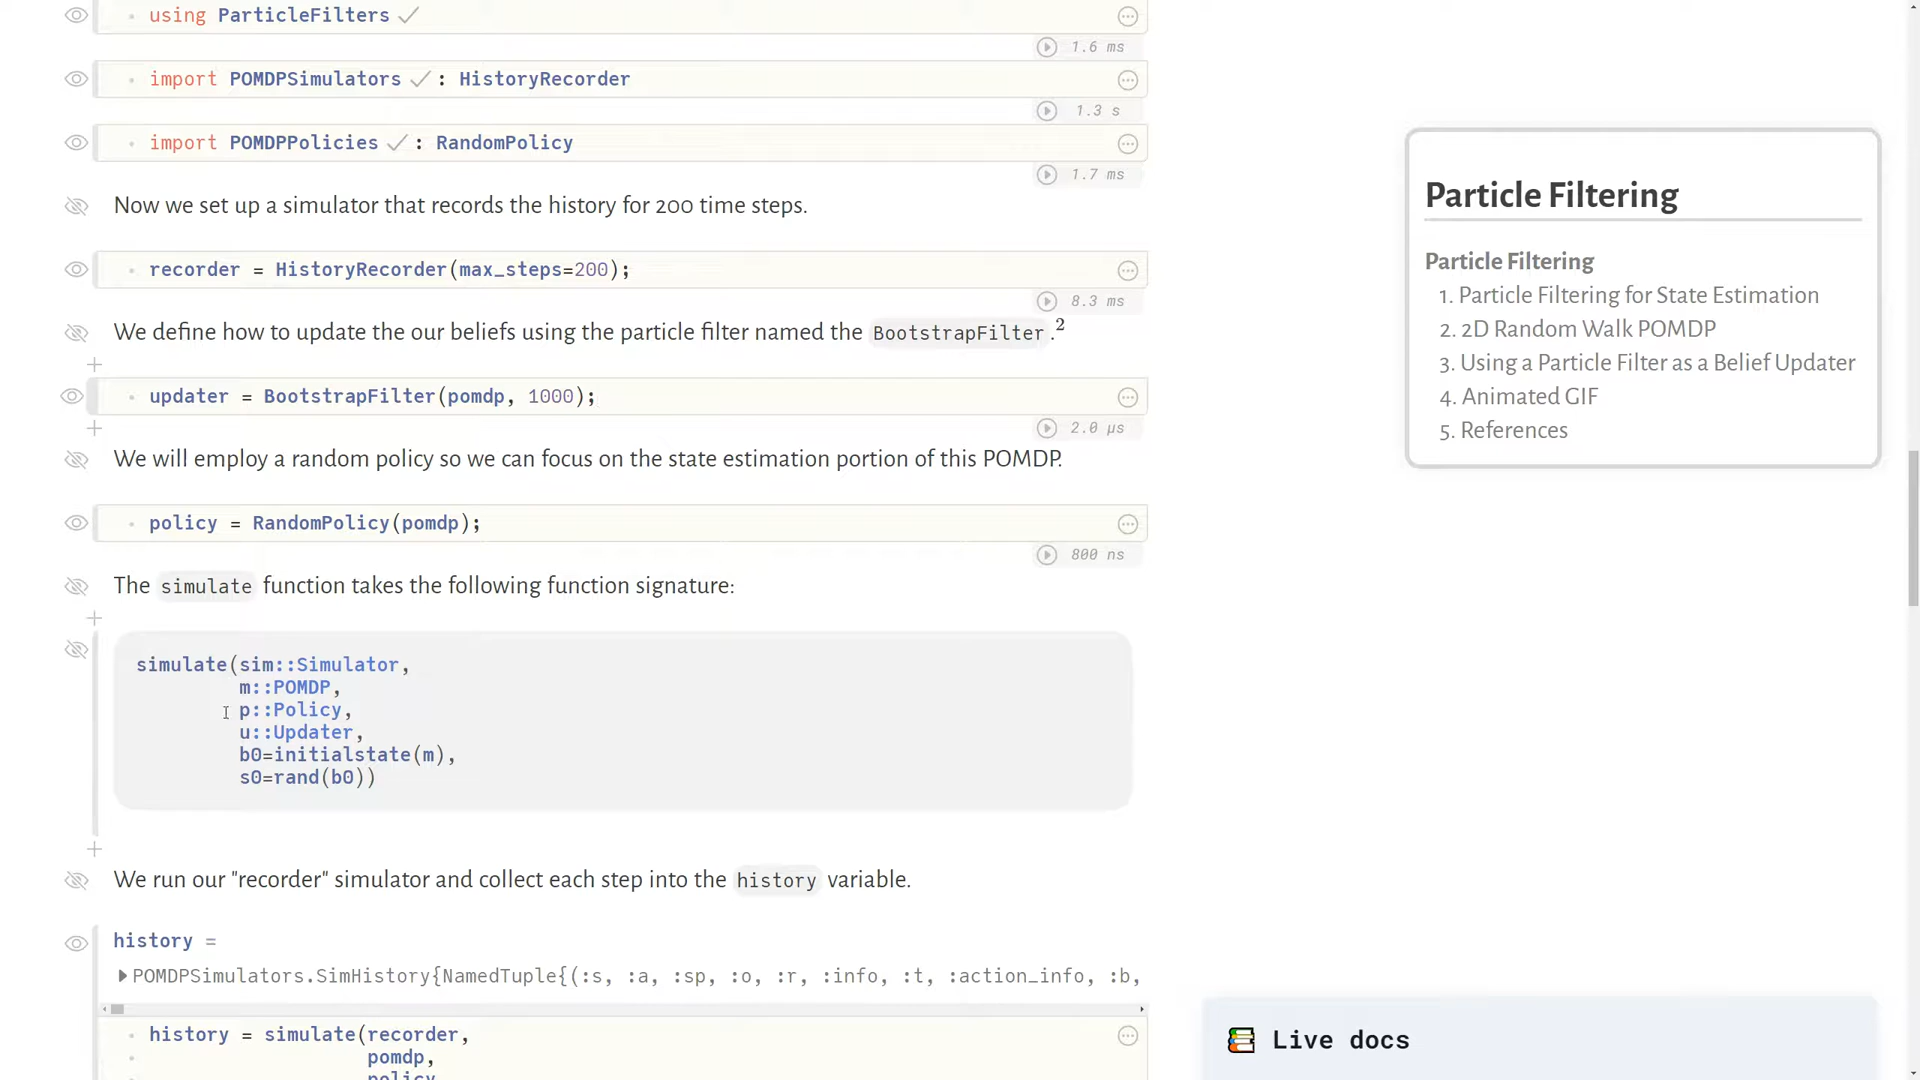 using ParticleFilters
1.6 ms
import POMDPSimulators : HistoryRecorder
1.3 s
import POMDPPolicies : RandomPolicy
1.7 ms
Now we set up a simulator that records the history for 200 time steps.
recorder = HistoryRecorder(max_steps=200);
8.3 ms
We define how to update the our beliefs using the particle filter named the BootstrapFilter.2
updater = BootstrapFilter(pomdp, 1000);
2.0 μs
We will employ a random policy so we can focus on the state estimation portion of this POMDP.
policy = RandomPolicy(pomdp);
800 ns
The simulate function takes the following function signature:
simulate(sim::Simulator,
m::POMDP,
p::Policy,
u::Updater,
b0=initialstate(m),
s0=rand(b0))
We run our "recorder" simulator and collect each step into the history variable.
history =
POMDPSimulators.SimHistory{NamedTuple{(:s, :a, :sp, :o, :r, :info, :t, :action_info, :b,
history = simulate(recorder,
pomdp,
policy
Particle Filtering
Particle Filtering
1. Particle Filtering for State Estimation
2. 2D Random Walk POMDP
3. Using a Particle Filter as a Belief Updater
4. Animated GIF
5. References
Live docs